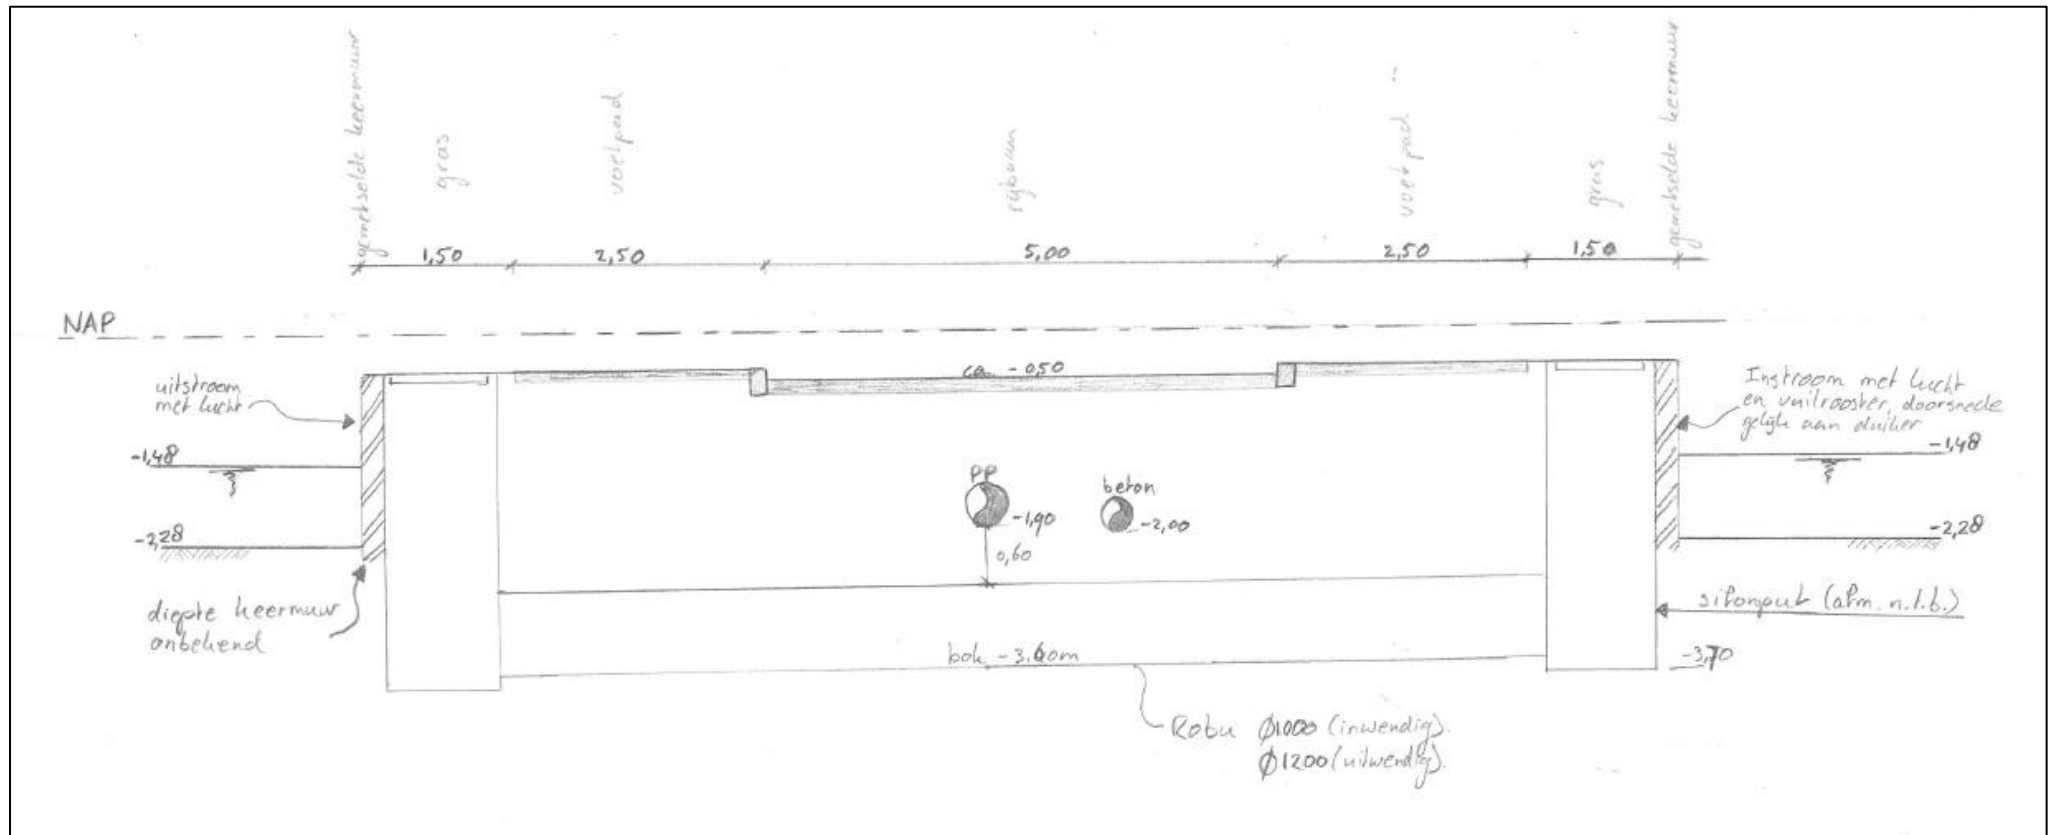 gemetselde keermuur
gras
voetpad
rijbaan
voetpad
gras
gemetselde keermuur
1,50
2,50
5,00
2,50
1,50
NAP
ca. -0,50
uitstroom
met lucht
Instroom met lucht
en vuilrooster, doorsnede
gelijk aan duiker
-1,48
-1,48
PP
beton
-1,90
-2,00
-2,28
-2,28
0,60
diepte keermuur
onbekend
sifonput (afm. n.t.b.)
bok -3.60m
-3,70
Kobu Ø1000 (inwendig).
Ø1200 (uitwendig).